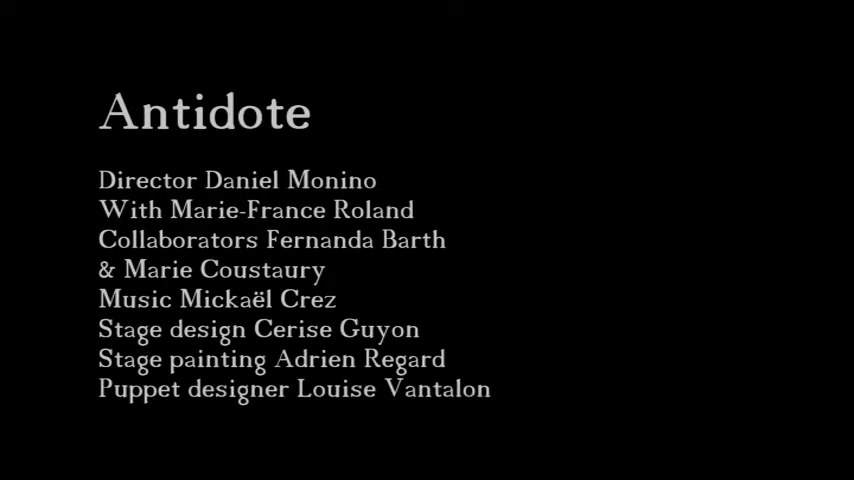 Antidote
Director Daniel Monino
With Marie-France Roland
Collaborators Fernanda Barth
& Marie Coustaury
Music Mickaël Crez
Stage design Cerise Guyon
Stage painting Adrien Regard
Puppet designer Louise Vantalon